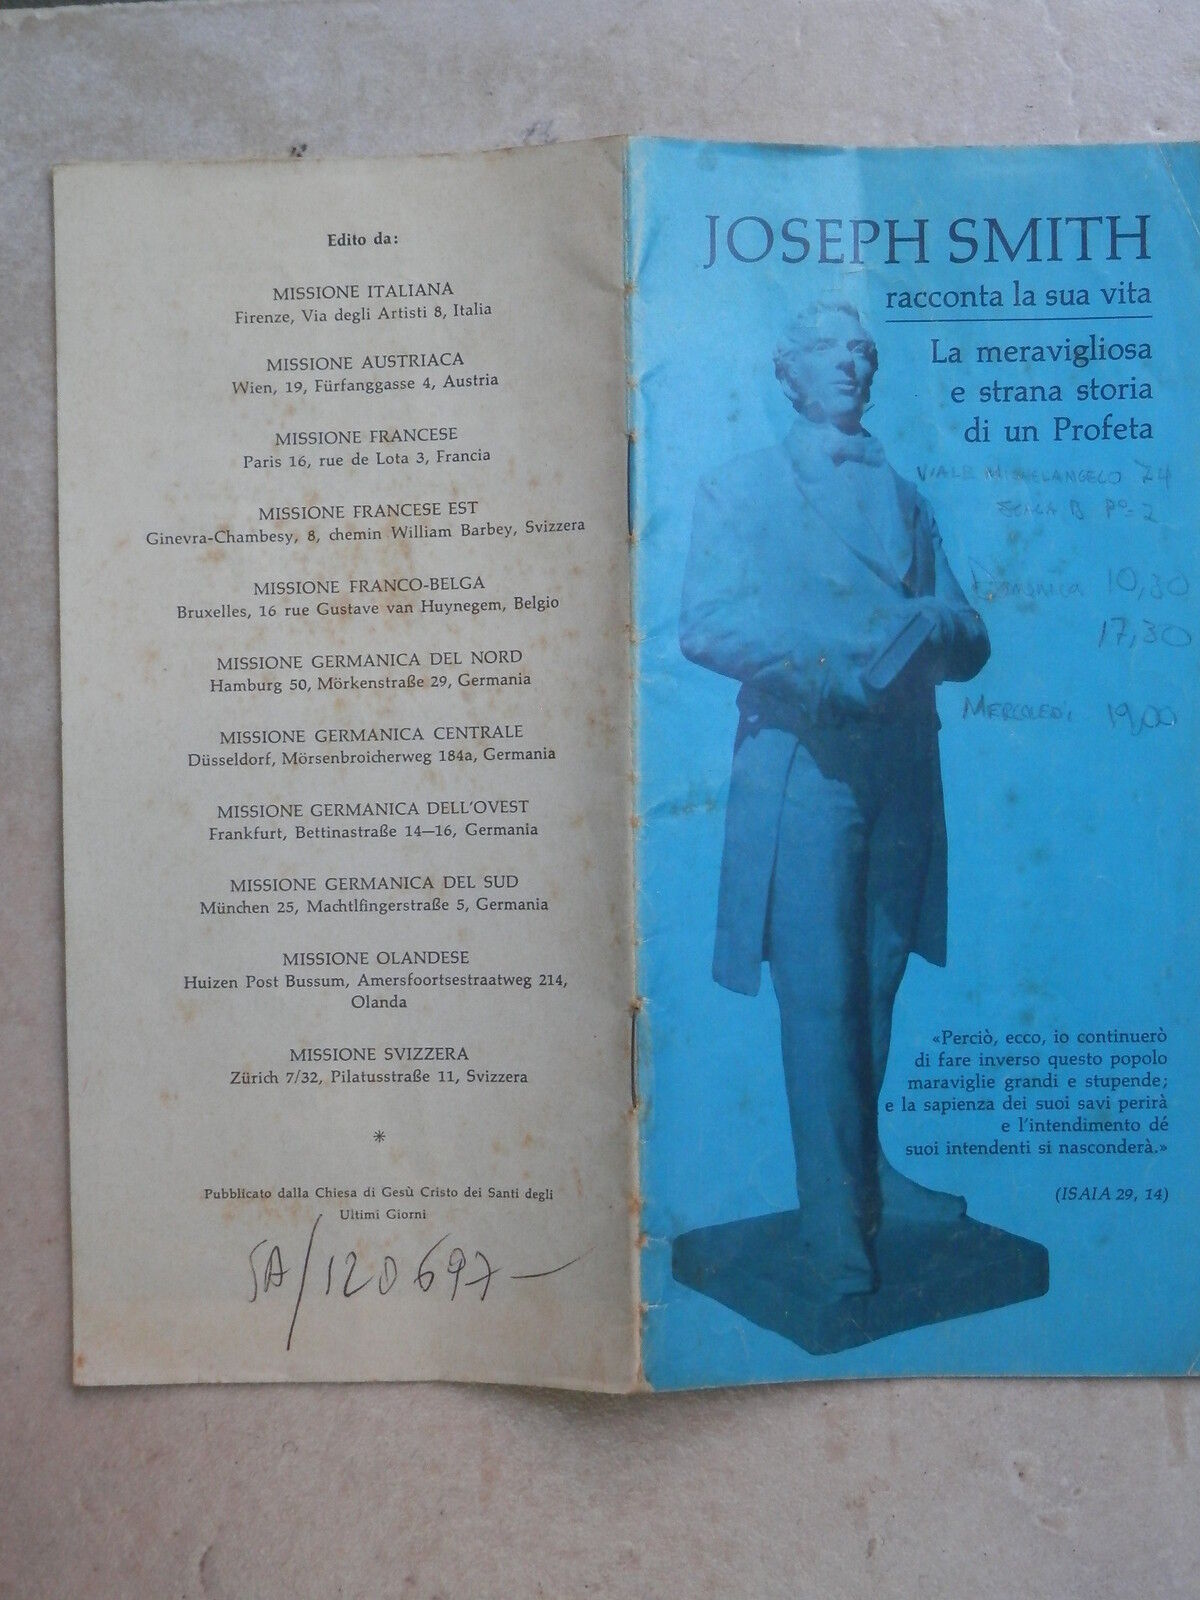 Edito da:
MISSIONE ITALIANA
Firenze, Via degli Artisti 8, Italia
MISSIONE AUSTRIACA
Wien, 19, Fürfanggasse 4, Austria
MISSIONE FRANCESE
Paris 16, rue de Lota 3, Francia
MISSIONE FRANCESE EST
Ginevra-Chambesy, 8, chemin William Barbey, Svizzera
MISSIONE FRANCO-BELGA
Bruxelles, 16 rue Gustave van Huynegem, Belgio
MISSIONE GERMANICA DEL NORD
Hamburg 50, Mörkenstraße 29, Germania
MISSIONE GERMANICA CENTRALE
Düsseldorf, Mörsenbroicherweg 184a, Germania
MISSIONE GERMANICA DELL'OVEST
Frankfurt, Bettinastraße 14—16, Germania
MISSIONE GERMANICA DEL SUD
München 25, Machtlfingerstraße 5, Germania
MISSIONE OLANDESE
Huizen Post Bussum, Amersfoortsestraatweg 214,
Olanda
MISSIONE SVIZZERA
Zürich 7/32, Pilatusstraße 11, Svizzera
*
Pubblicato dalla Chiesa di Gesù Cristo dei Santi degli
Ultimi Giorni
SA/120697—
JOSEPH SMITH
racconta la sua vita
La meravigliosa
e strana storia
di un Profeta
VIALE MICHELANGELO 74
SCALA B Pº 2
Domenica 10,30
17,30
MERCOLEDì 19,00
«Perciò, ecco, io continuerò
di fare inverso questo popolo
maraviglie grandi e stupende;
e la sapienza dei suoi savi perirà
e l'intendimento dé
suoi intendenti si nasconderà.»
(ISAIA 29, 14)